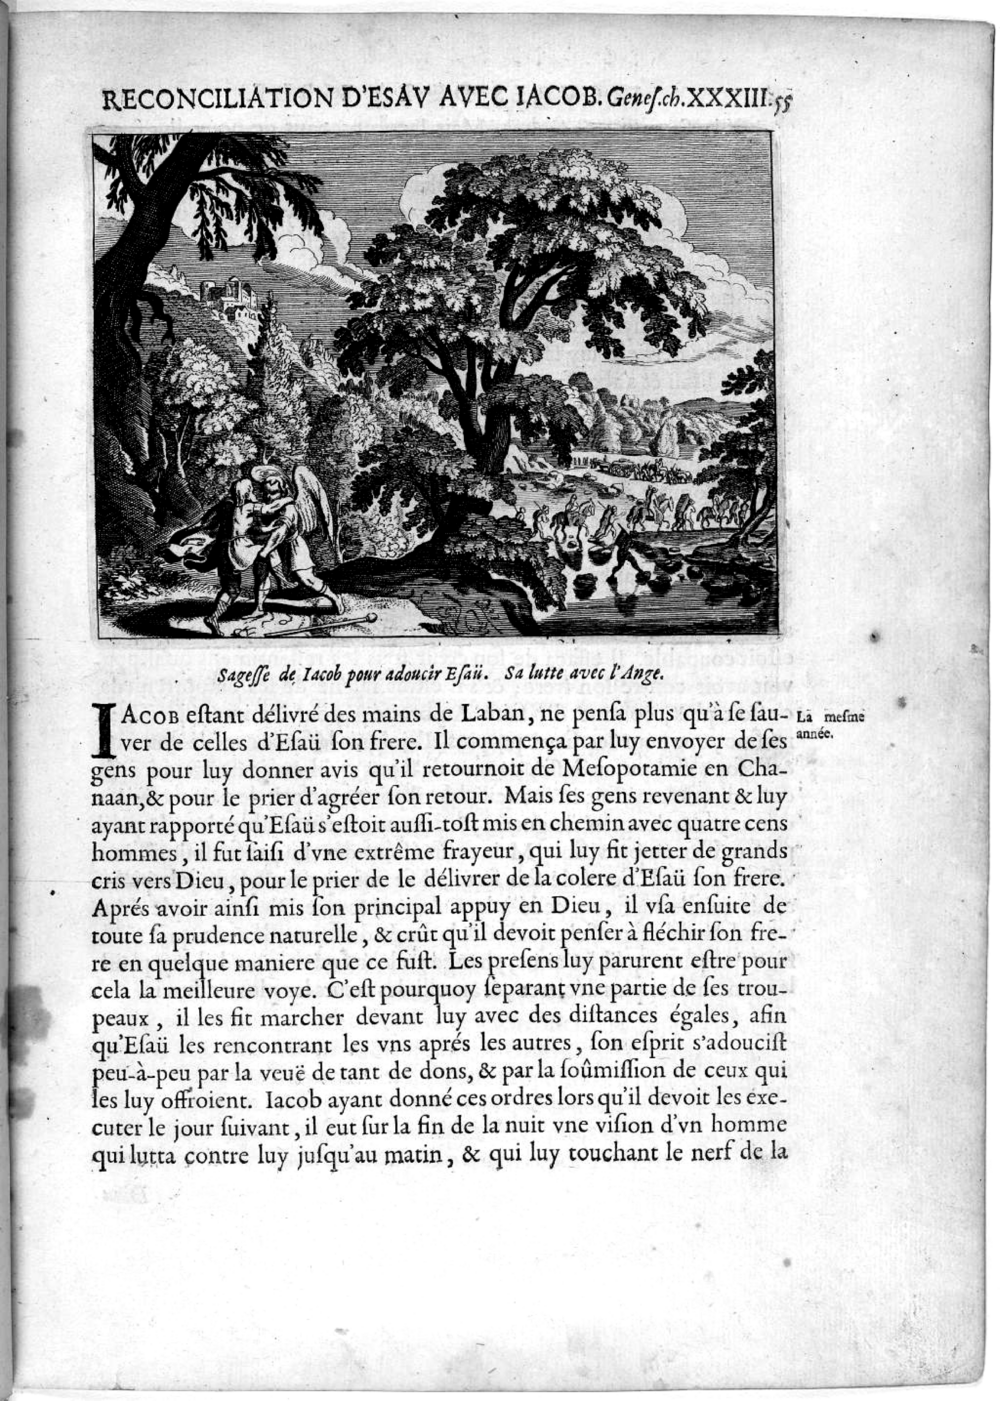 RECONCILIATION D'ESAV AVEC IACOB. Geneſ.ch.XXXIII. 55
Sageſſe de Iacob pour adoucir Eſaü. Sa lutte avec l'Ange.
IACOB eſtant délivré des mains de Laban, ne penſa plus qu'à ſe ſau-
ver de celles d'Eſaü ſon frere. Il commença par luy envoyer de ſes
gens pour luy donner avis qu'il retournoit de Meſopotamie en Cha-
naan, & pour le prier d'agréer ſon retour. Mais ſes gens revenant & luy
ayant rapporté qu'Eſaü s'eſtoit auſſi-toſt mis en chemin avec quatre cens
hommes, il fut ſaiſi d'vne extrême frayeur, qui luy fit jetter de grands
cris vers Dieu, pour le prier de le délivrer de la colere d'Eſaü ſon frere.
Aprés avoir ainſi mis ſon principal appuy en Dieu, il vſa enſuite de
toute ſa prudence naturelle, & crût qu'il devoit penſer à fléchir ſon fre-
re en quelque maniere que ce fuſt. Les preſens luy parurent eſtre pour
cela la meilleure voye. C'eſt pourquoy ſeparant vne partie de ſes trou-
peaux, il les fit marcher devant luy avec des diſtances égales, afin
qu'Eſaü les rencontrant les vns aprés les autres, ſon eſprit s'adouciſt
peu-à-peu par la veuë de tant de dons, & par la ſoûmiſſion de ceux qui
les luy offroient. Iacob ayant donné ces ordres lors qu'il devoit les exe-
cuter le jour ſuivant, il eut ſur la fin de la nuit vne viſion d'vn homme
qui lutta contre luy juſqu'au matin, & qui luy touchant le nerf de la
La meſme
année.